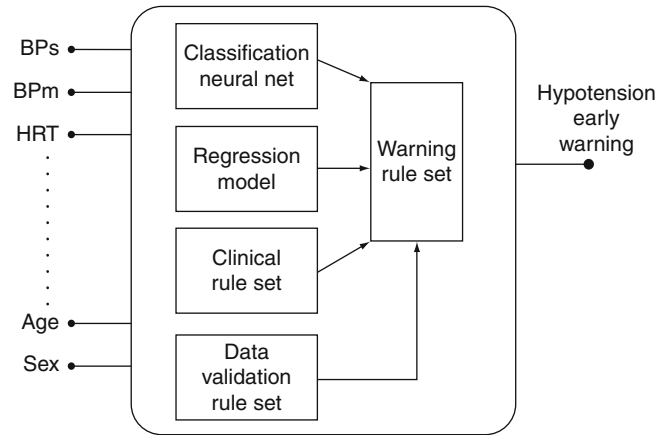 BPs
BPm
HRT
Age
Sex
Classification
neural net
Regression
model
Clinical
rule set
Data
validation
rule set
Warning
rule set
Hypotension
early
warning